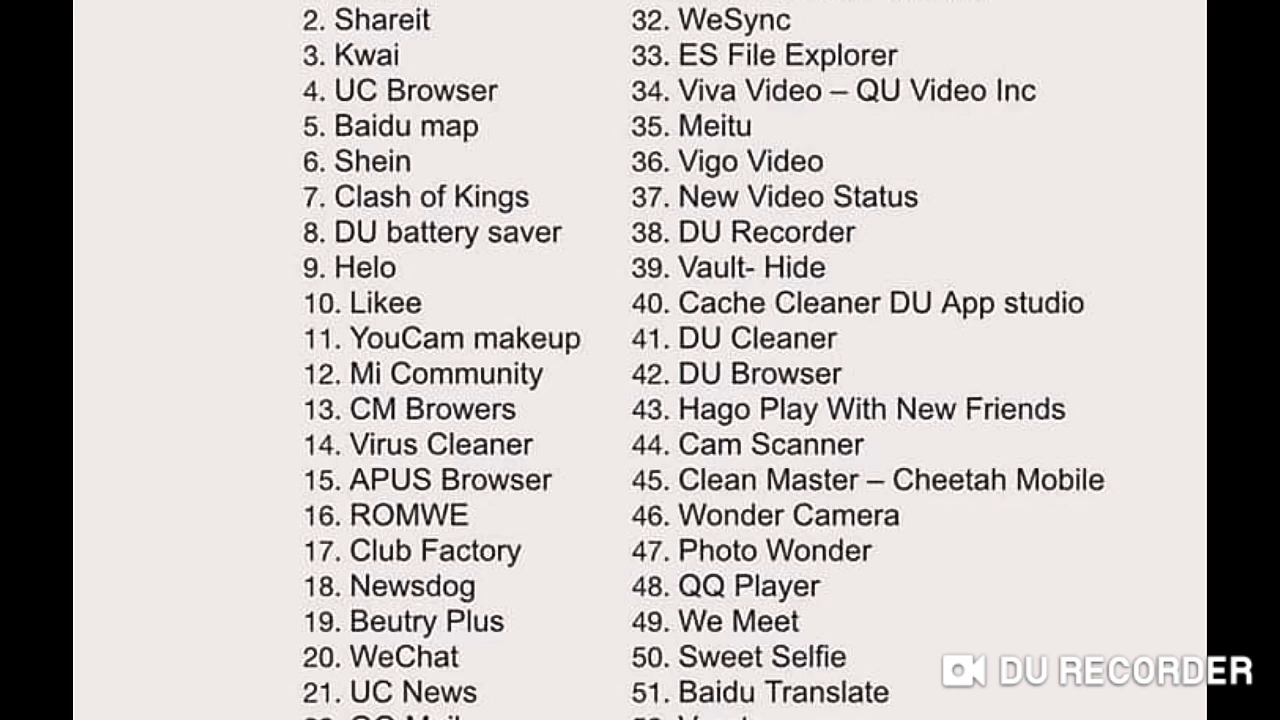 2. Shareit
3. Kwai
4. UC Browser
5. Baidu map
6. Shein
7. Clash of Kings
8. DU battery saver
9. Helo
10. Likee
11. YouCam makeup
12. Mi Community
13. CM Browers
14. Virus Cleaner
15. APUS Browser
16. ROMWE
17. Club Factory
18. Newsdog
19. Beutry Plus
20. WeChat
21. UC News
32. WeSync
33. ES File Explorer
34. Viva Video – QU Video Inc
35. Meitu
36. Vigo Video
37. New Video Status
38. DU Recorder
39. Vault- Hide
40. Cache Cleaner DU App studio
41. DU Cleaner
42. DU Browser
43. Hago Play With New Friends
44. Cam Scanner
45. Clean Master – Cheetah Mobile
46. Wonder Camera
47. Photo Wonder
48. QQ Player
49. We Meet
50. Sweet Selfie
51. Baidu Translate
DU RECORDER